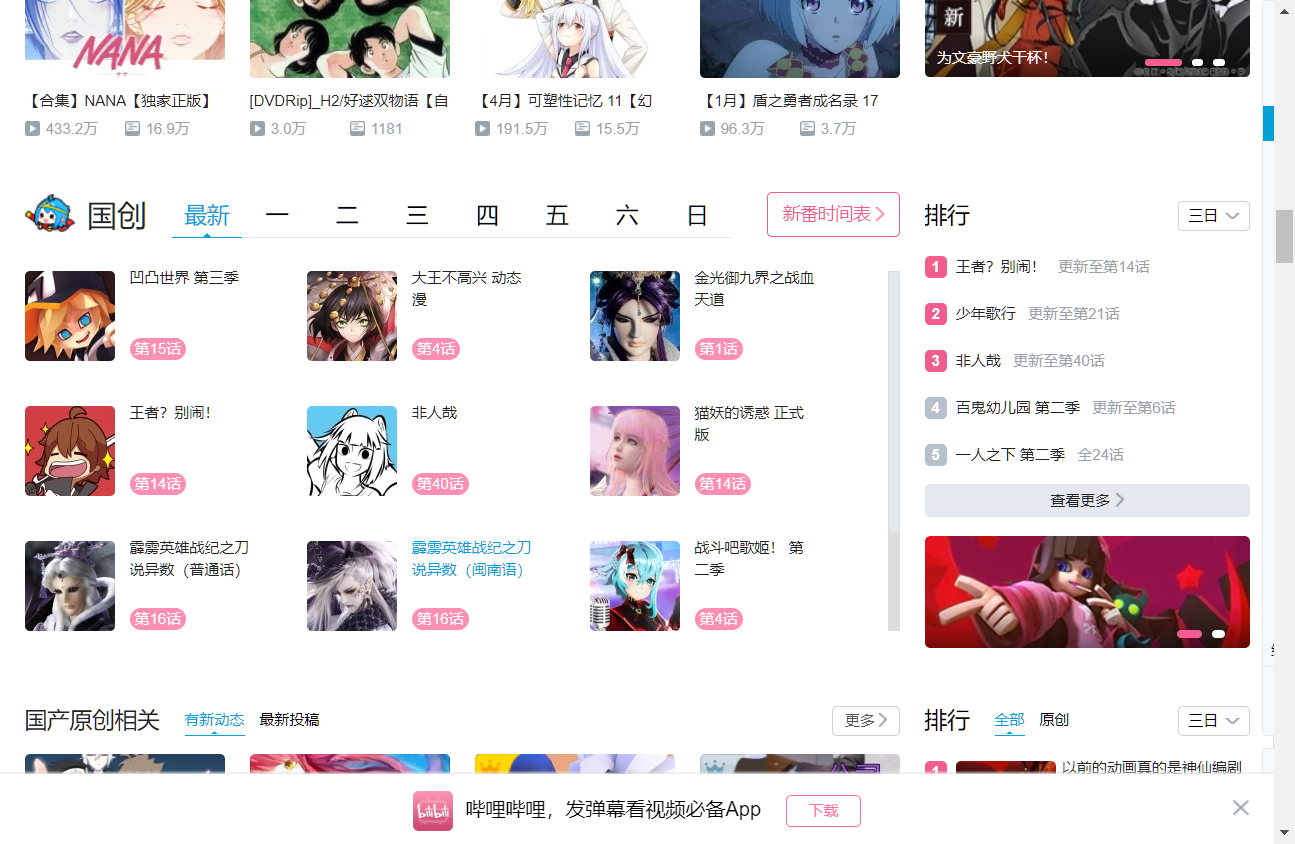 NANA
新
为文豪野犬干杯！
【合集】NANA【独家正版】
[DVDRip]_H2/好逑双物语【自
【4月】可塑性记忆 11【幻
【1月】盾之勇者成名录 17
433.2万 16.9万
3.0万 1181
191.5万 15.5万
96.3万 3.7万
国创 最新 一 二 三 四 五 六 日 新番时间表
排行 三日
凹凸世界 第三季
第15话
大王不高兴 动态
漫
第4话
金光御九界之战血
天道
第1话
王者？别闹！
第14话
非人哉
第40话
猫妖的诱惑 正式
版
第14话
霹雳英雄战纪之刀
说异数（普通话）
第16话
霹雳英雄战纪之刀
说异数（闽南语）
第16话
战斗吧歌姬！ 第
二季
第4话
1 王者？别闹！ 更新至第14话
2 少年歌行 更新至第21话
3 非人哉 更新至第40话
4 百鬼幼儿园 第二季 更新至第6话
5 一人之下 第二季 全24话
查看更多
国产原创相关 有新动态 最新投稿 更多
排行 全部 原创 三日
1 以前的动画真的是神仙编剧
bilibili 哔哩哔哩，发弹幕看视频必备App 下载